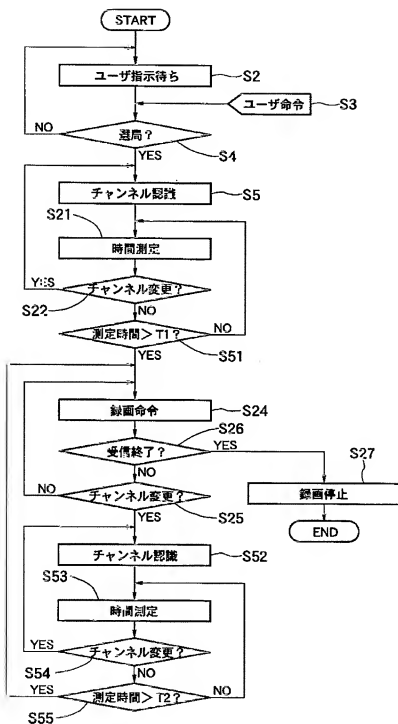 START
ユーザ指示待ち
S2
ユーザ命令
S3
NO
選局?
S4
YES
チャンネル認識
S5
S21
時間測定
YES
チャンネル変更?
S22
NO
測定時間>T1?
NO
S51
YES
録画命令
S24
S26
受信終了?
YES
S27
NO
録画停止
NO
チャンネル変更?
S25
YES
END
チャンネル認識
S52
S53
時間測定
YES
チャンネル変更?
S54
NO
YES
測定時間>T2?
NO
S55